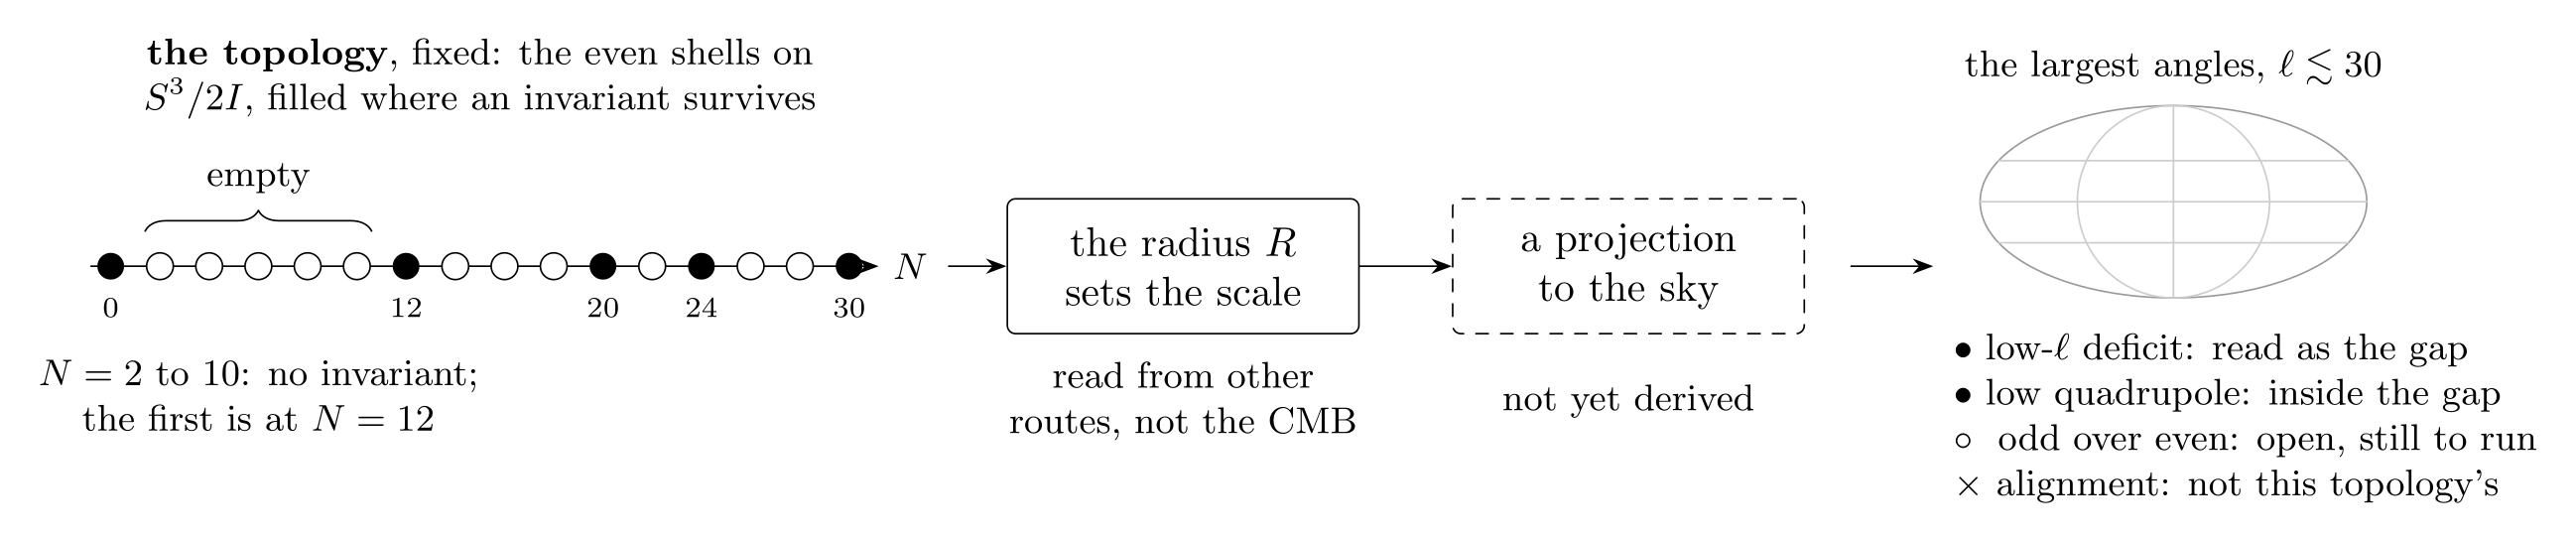 the topology, fixed: the even shells on
S³/2I, filled where an invariant survives
empty
N
0 12 20 24 30
N = 2 to 10: no invariant;
the first is at N = 12
the radius R
sets the scale
read from other
routes, not the CMB
a projection
to the sky
not yet derived
the largest angles, ℓ ≲ 30
• low-ℓ deficit: read as the gap
• low quadrupole: inside the gap
○ odd over even: open, still to run
× alignment: not this topology's